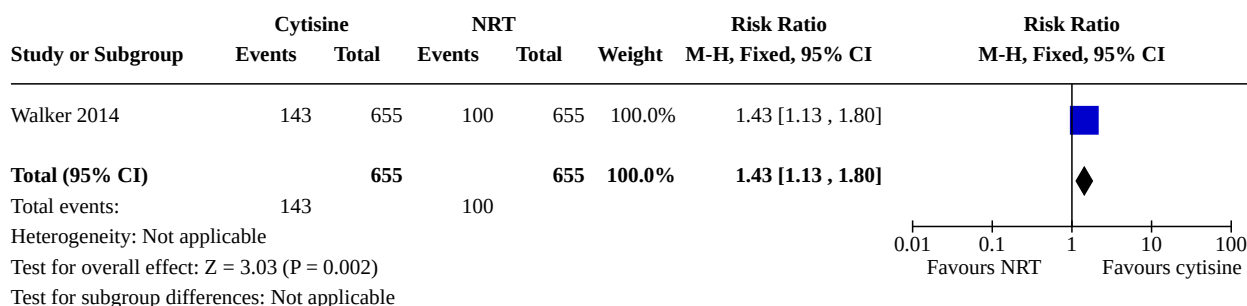 Cytisine NRT Risk Ratio Risk Ratio
Study or Subgroup Events Total Events Total Weight M-H, Fixed, 95% CI M-H, Fixed, 95% CI
Walker 2014 143 655 100 655 100.0% 1.43 [1.13 , 1.80]
Total (95% CI) 655 655 100.0% 1.43 [1.13 , 1.80]
Total events: 143 100
Heterogeneity: Not applicable
0.01 0.1 1 10 100
Test for overall effect: Z = 3.03 (P = 0.002) Favours NRT Favours cytisine
Test for subgroup differences: Not applicable